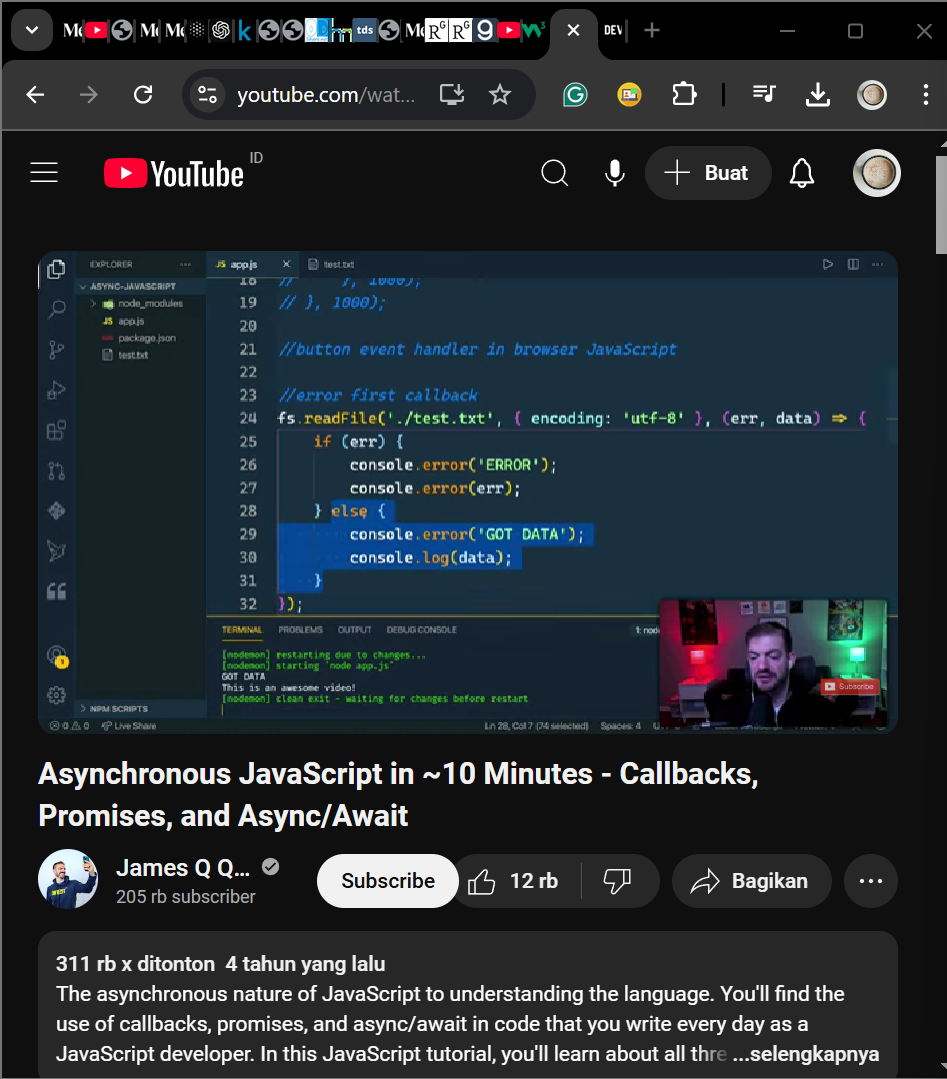 tds
DEV
youtube.com/wat...
YouTube
ID
Buat
EXPLORER
JS app.js
test.txt
ASYNC-JAVASCRIPT
node_modules
JS app.js
package.json
test.txt
18 // }, 1000);
19 // }, 1000);
20
21 //button event handler in browser JavaScript
22
23 //error first callback
24 fs.readFile('./test.txt', { encoding: 'utf-8' }, (err, data) => {
25 if (err) {
26 console.error('ERROR');
27 console.error(err);
28 } else {
29 console.error('GOT DATA');
30 console.log(data);
31 }
32 });
TERMINAL PROBLEMS OUTPUT DEBUG CONSOLE
1: node
[nodemon] restarting due to changes...
[nodemon] starting `node app.js`
GOT DATA
This is an awesome video!
[nodemon] clean exit - waiting for changes before restart
Subscribe
NPM SCRIPTS
0 0 Live Share
Ln 28, Col 7 (74 selected) Spaces: 4
Asynchronous JavaScript in ~10 Minutes - Callbacks,
Promises, and Async/Await
James Q Q...
205 rb subscriber
Subscribe
12 rb
Bagikan
311 rb x ditonton 4 tahun yang lalu
The asynchronous nature of JavaScript to understanding the language. You'll find the
use of callbacks, promises, and async/await in code that you write every day as a
JavaScript developer. In this JavaScript tutorial, you'll learn about all thre ...selengkapnya